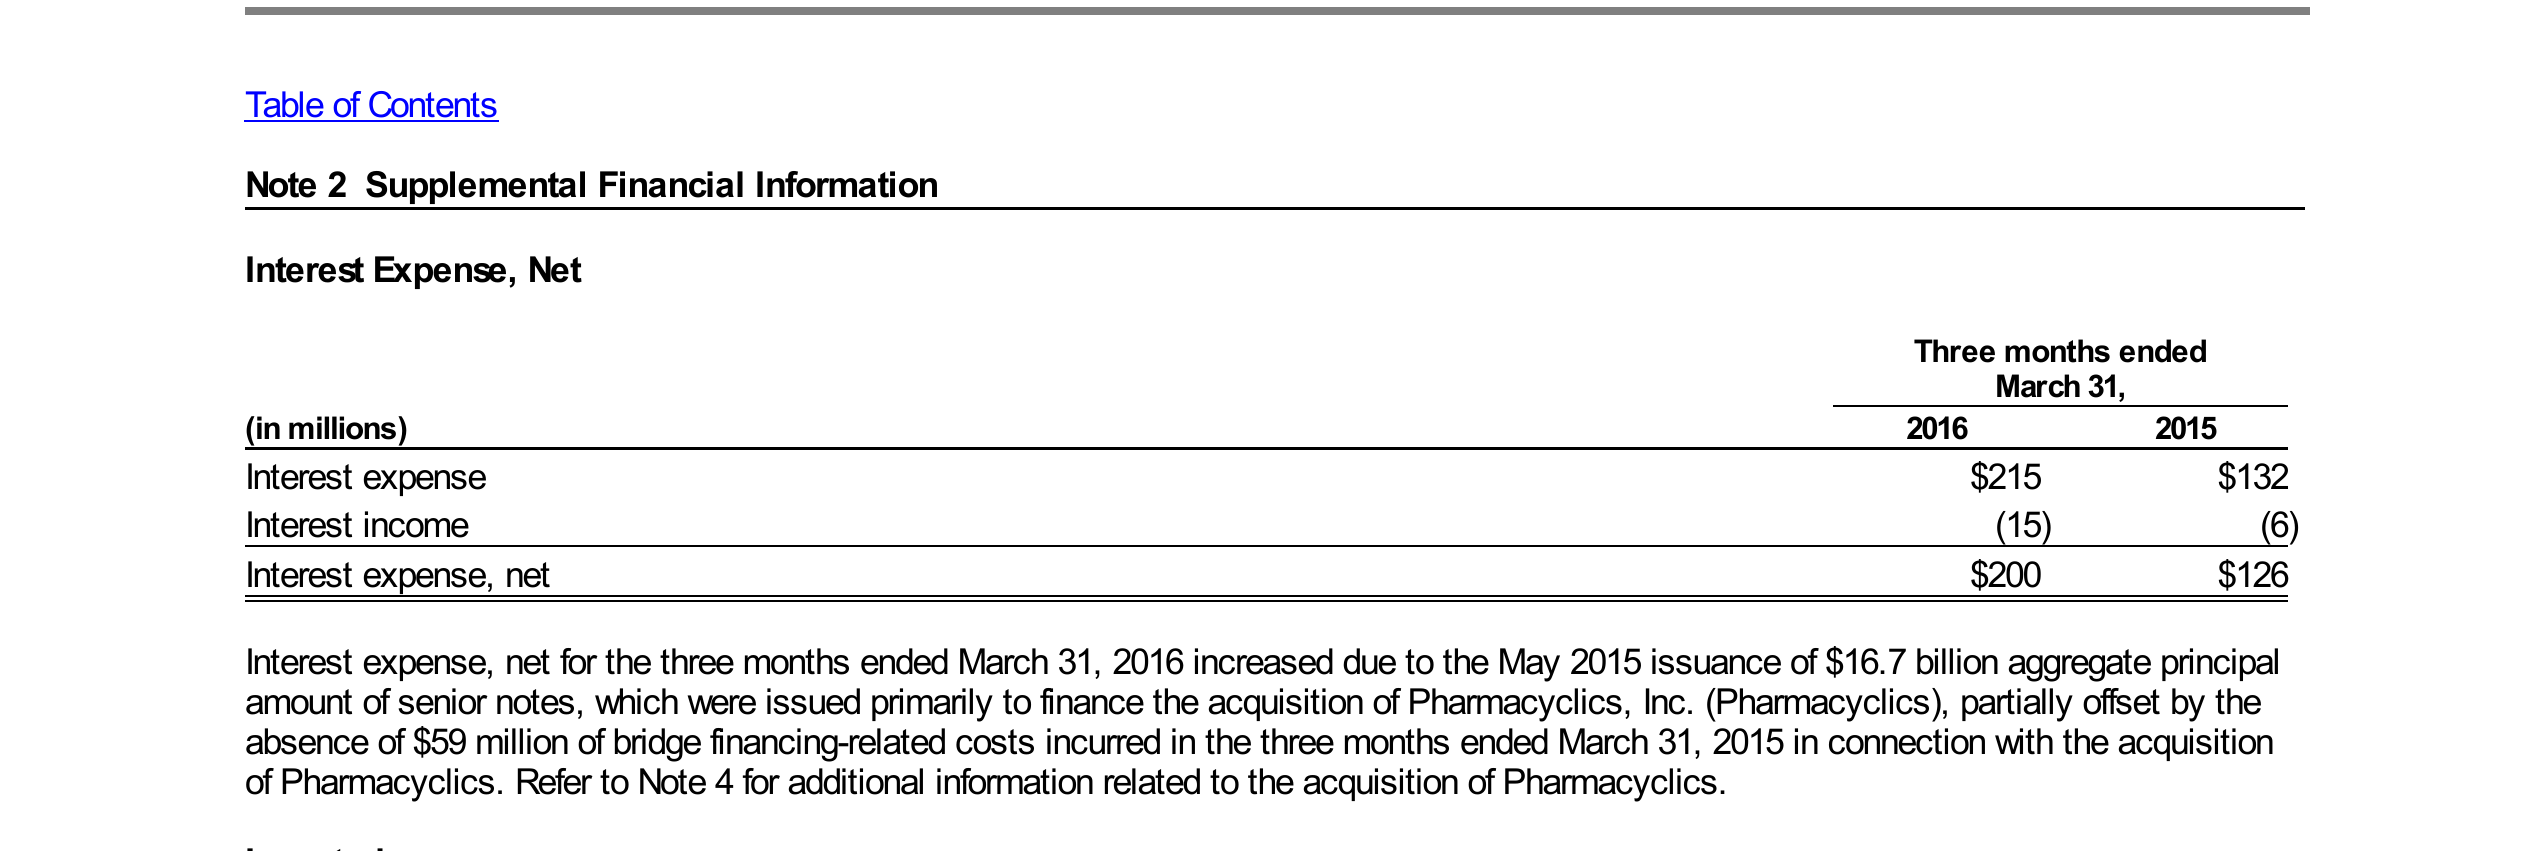 Table of Contents
Note 2  Supplemental Financial Information
Interest Expense, Net
Three months ended
March 31,
(in millions) 2016 2015
Interest expense $215 $132
Interest income (15) (6)
Interest expense, net $200 $126
Interest expense, net for the three months ended March 31, 2016 increased due to the May 2015 issuance of $16.7 billion aggregate principal
amount of senior notes, which were issued primarily to finance the acquisition of Pharmacyclics, Inc. (Pharmacyclics), partially offset by the
absence of $59 million of bridge financing-related costs incurred in the three months ended March 31, 2015 in connection with the acquisition
of Pharmacyclics. Refer to Note 4 for additional information related to the acquisition of Pharmacyclics.